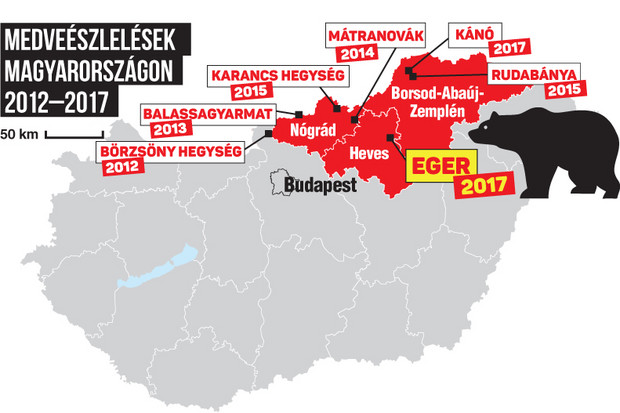 MEDVEÉSZLELÉSEK
MAGYARORSZÁGON
2012–2017
50 km
MÁTRANOVÁK
2014
KÁNÓ
2017
KARANCS HEGYSÉG
2015
RUDABÁNYA
2015
BALASSAGYARMAT
2013
BÖRZSÖNY HEGYSÉG
2012
Borsod-Abaúj-
Zemplén
Nógrád
Heves
EGER
2017
Budapest